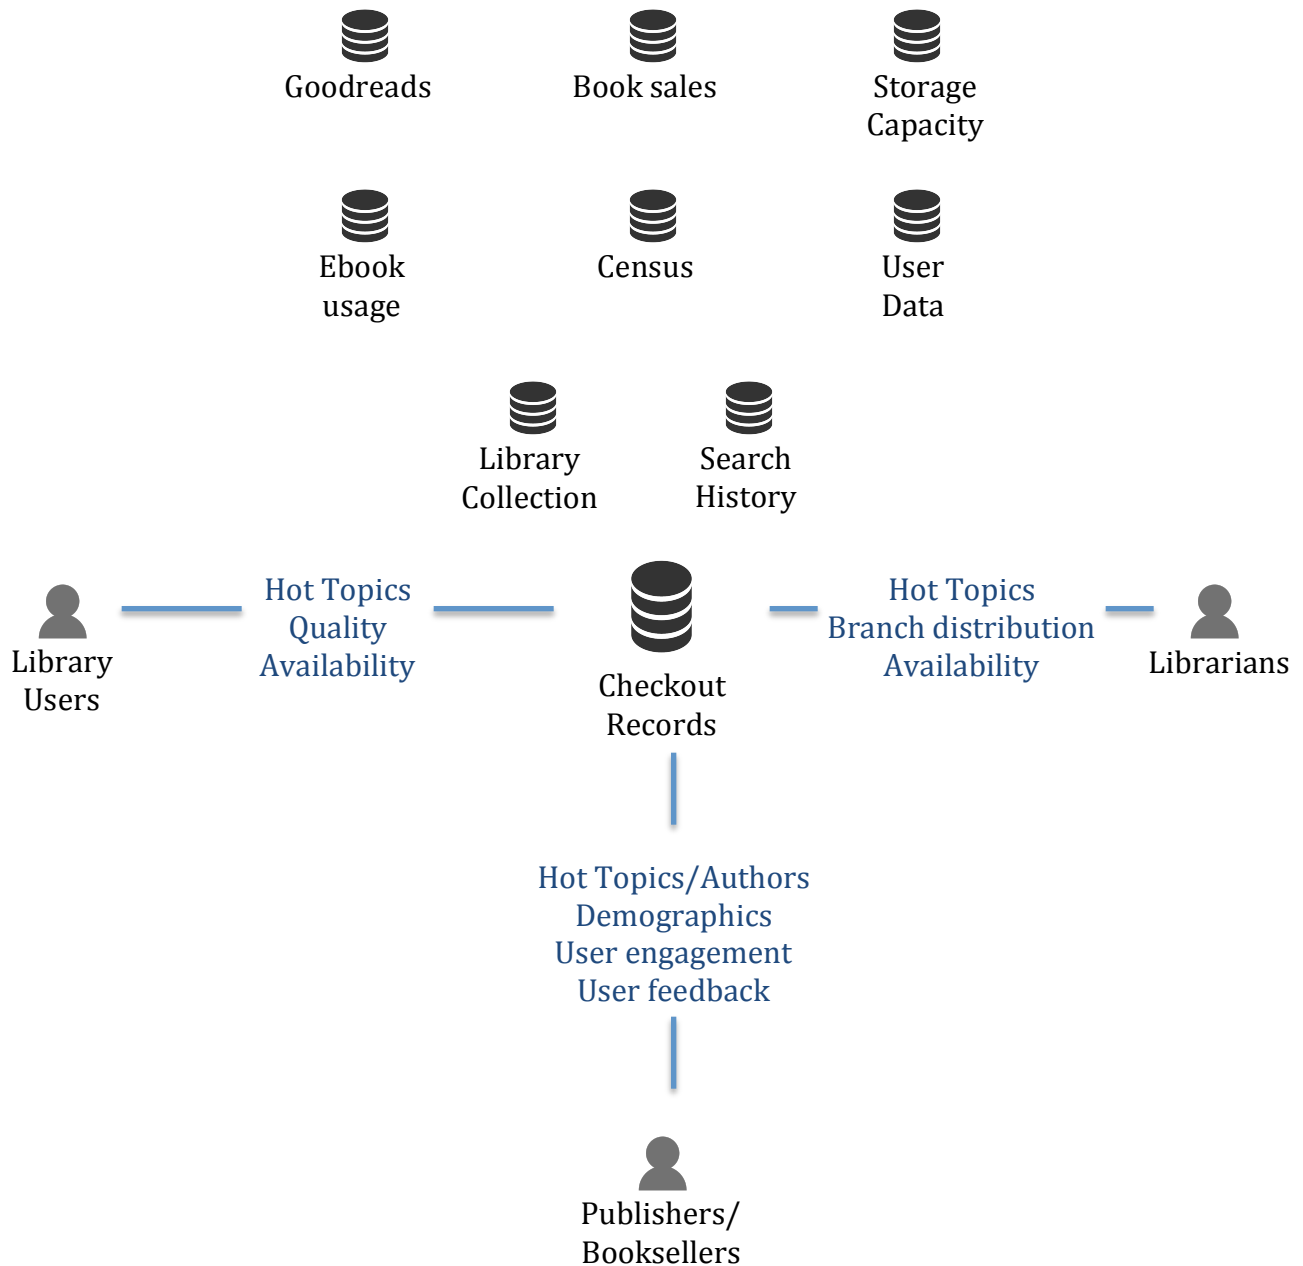 Goodreads
Book sales
Storage
Capacity
Ebook
usage
Census
User
Data
Library
Collection
Search
History
Library
Users
Hot Topics
Quality
Availability
Checkout
Records
Hot Topics
Branch distribution
Availability
Librarians
Hot Topics/Authors
Demographics
User engagement
User feedback
Publishers/
Booksellers